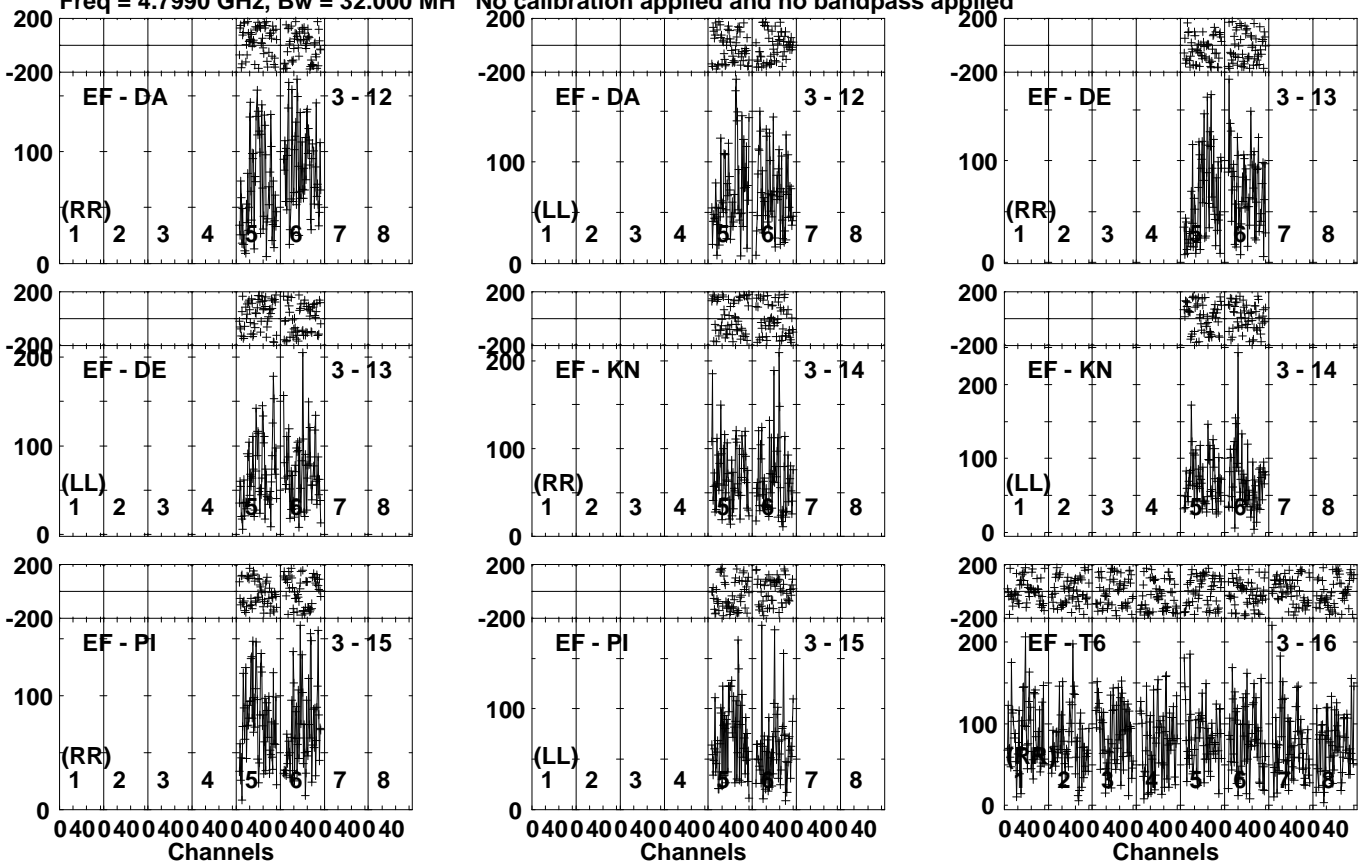 Freq = 4.7990 GHz, Bw = 32.000 MH No calibration applied and no bandpass applied
200 200 200
-200 -200 -200
EF - DA 3 - 12 EF - DA 3 - 12 EF - DE 3 - 13
100 100 100
(RR) (LL) (RR)
1 2 3 4 5 6 7 8 1 2 3 4 5 6 7 8 1 2 3 4 5 6 7 8
0 0 0
200 200 200
-200 -200 -200
200 200
EF - DE 3 - 13 EF - KN 3 - 14 EF - KN 3 - 14
200
100 100 100
(LL) (RR) (LL)
1 2 3 4 5 6 7 8 1 2 3 4 5 6 7 8 1 2 3 4 5 6 7 8
0 0 0
200 200 200
-200 -200 -200
EF - PI 3 - 15 EF - PI 3 - 15 EF - T6 3 - 16
200
100 100 100
(RR) (LL) (RR)
1 2 3 4 5 6 7 8 1 2 3 4 5 6 7 8 1 2 3 4 5 6 7 8
0 0 0
0 40 0 40 0 40 0 40 0 40 0 40 0 40 0 40 0 40 0 40 0 40 0 40 0 40 0 40 0 40 0 40 0 40 0 40 0 40 0 40 0 40 0 40 0 40 0 40
Channels Channels Channels